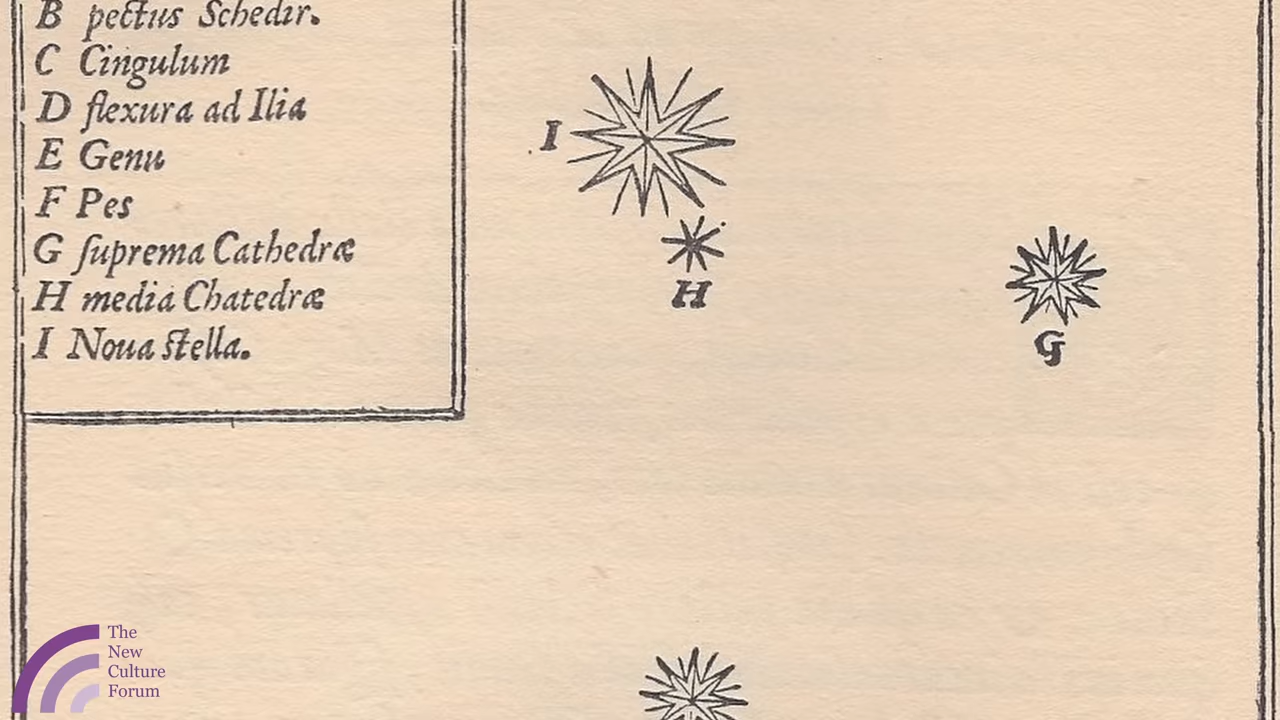 B pectus Schedir.
C Cingulum
D flexura ad Ilia
E Genu
F Pes
G ſuprema Cathedræ
H media Chatedræ
I Noua stella.
I
H
G
The
New
Culture
Forum